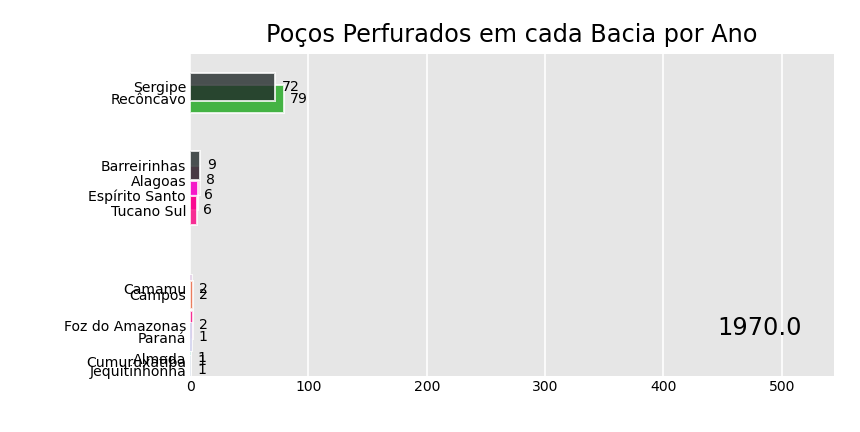 Poços Perfurados em cada Bacia por Ano
Sergipe 72
Recôncavo 79
Barreirinhas 9
Alagoas 8
Espírito Santo 6
Tucano Sul 6
Camamu 2
Campos 2
Foz do Amazonas 2
1970.0
Paraná 1
Almada 1
Cumuruxatiba 1
Jequitinhonha 1
0 100 200 300 400 500